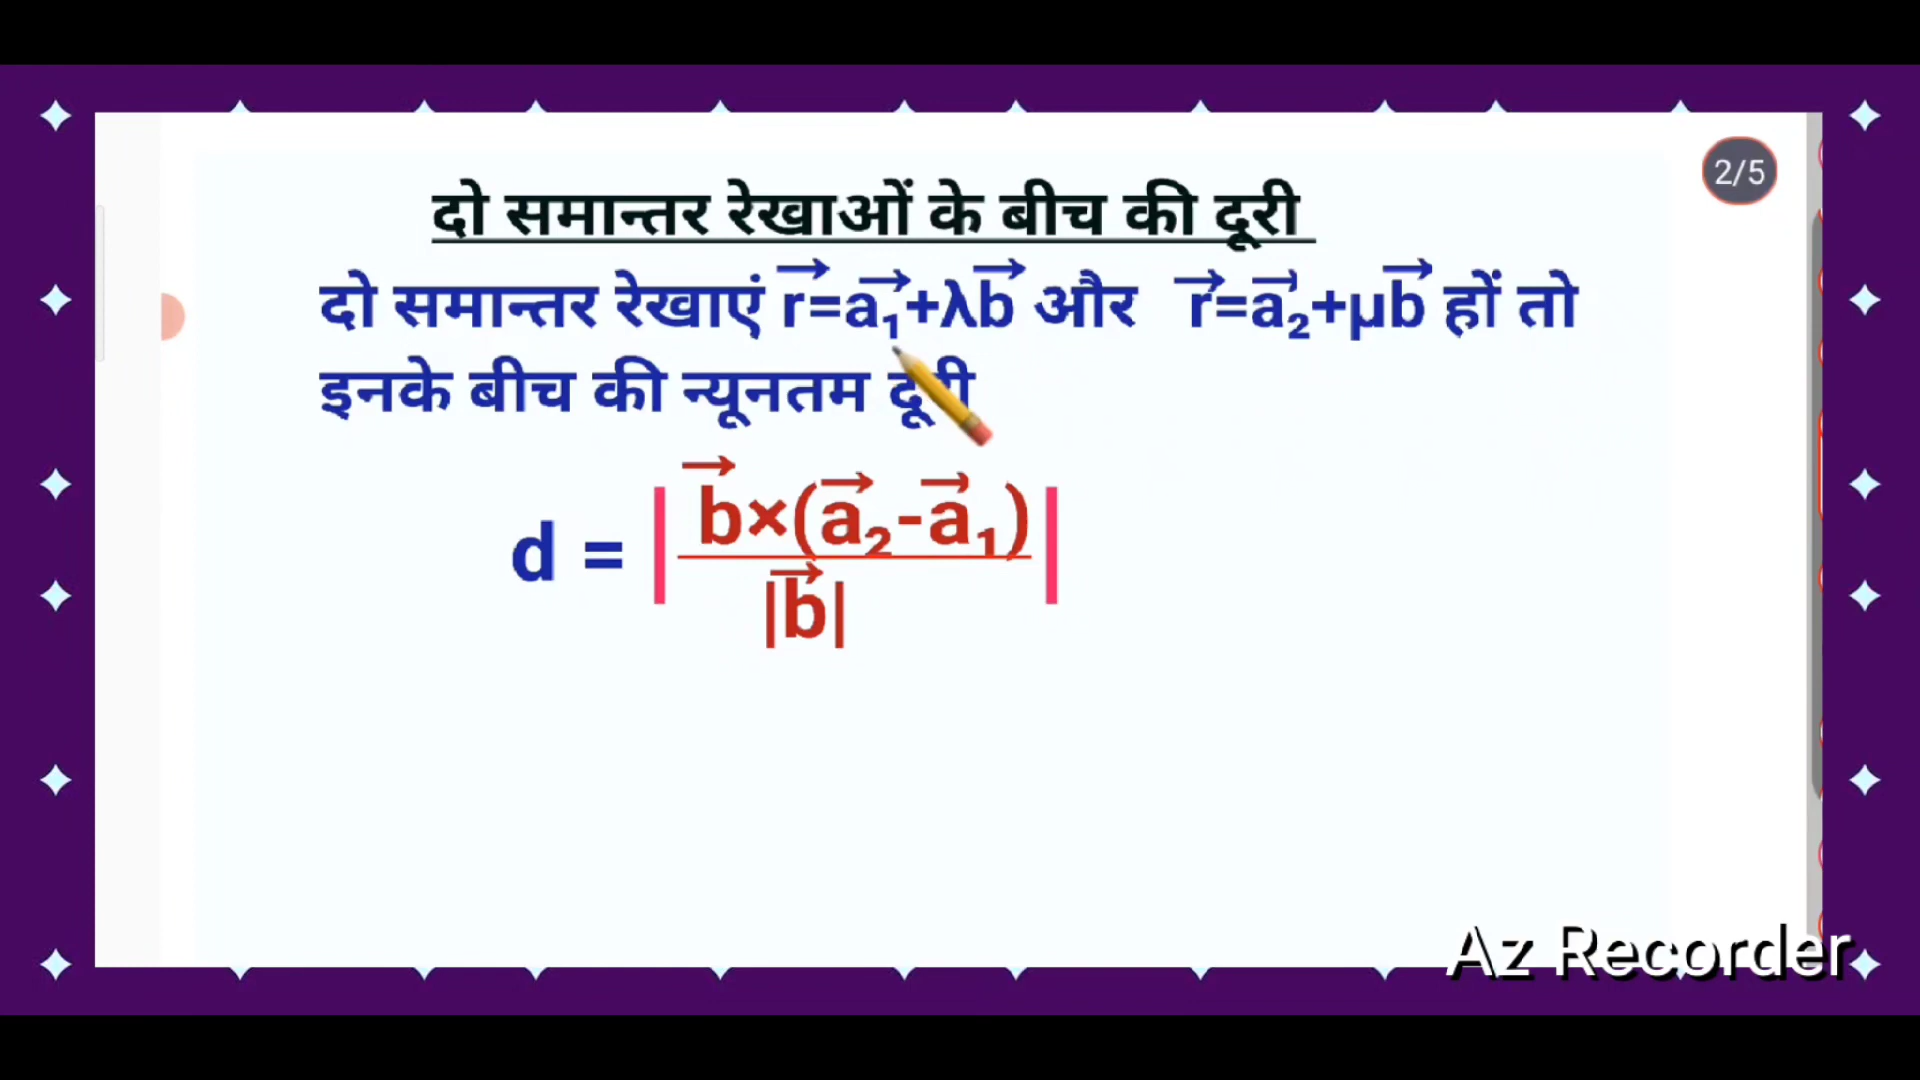 2/5
दो समान्तर रेखाओं के बीच की दूरी
दो समान्तर रेखाएं r⃗=a⃗₁+λb⃗ और r⃗=a⃗₂+μb⃗ हों तो
इनके बीच की न्यूनतम दूरी
d = | b⃗×(a⃗₂-a⃗₁) / |b⃗| |
Az Recorder